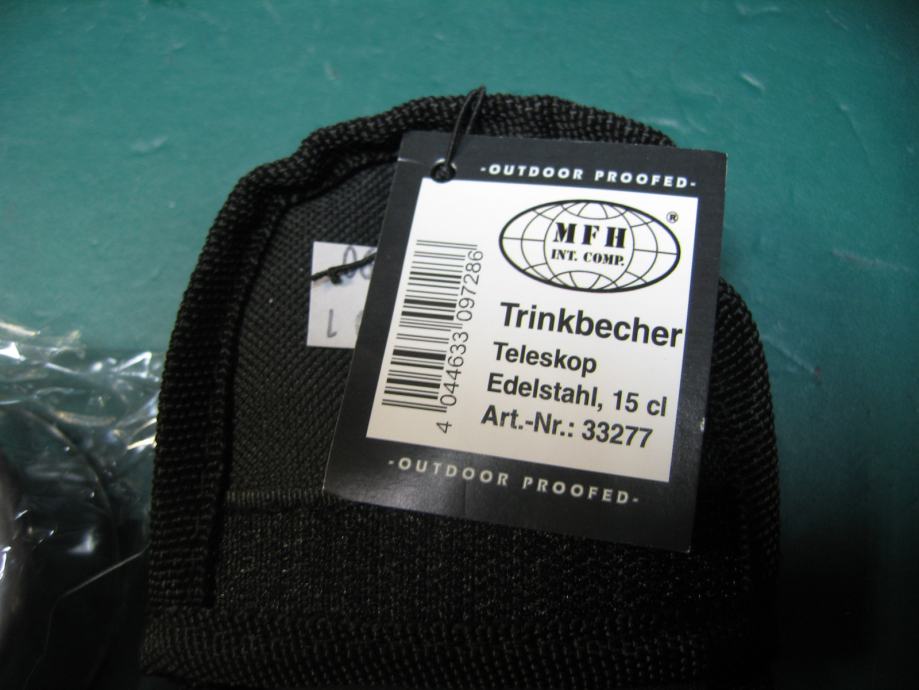 -OUTDOOR PROOFED-
MFH
®
INT. COMP.
Trinkbecher
Teleskop
Edelstahl, 15 cl
Art.-Nr.: 33277
4 044633 097286
-OUTDOOR PROOFED-